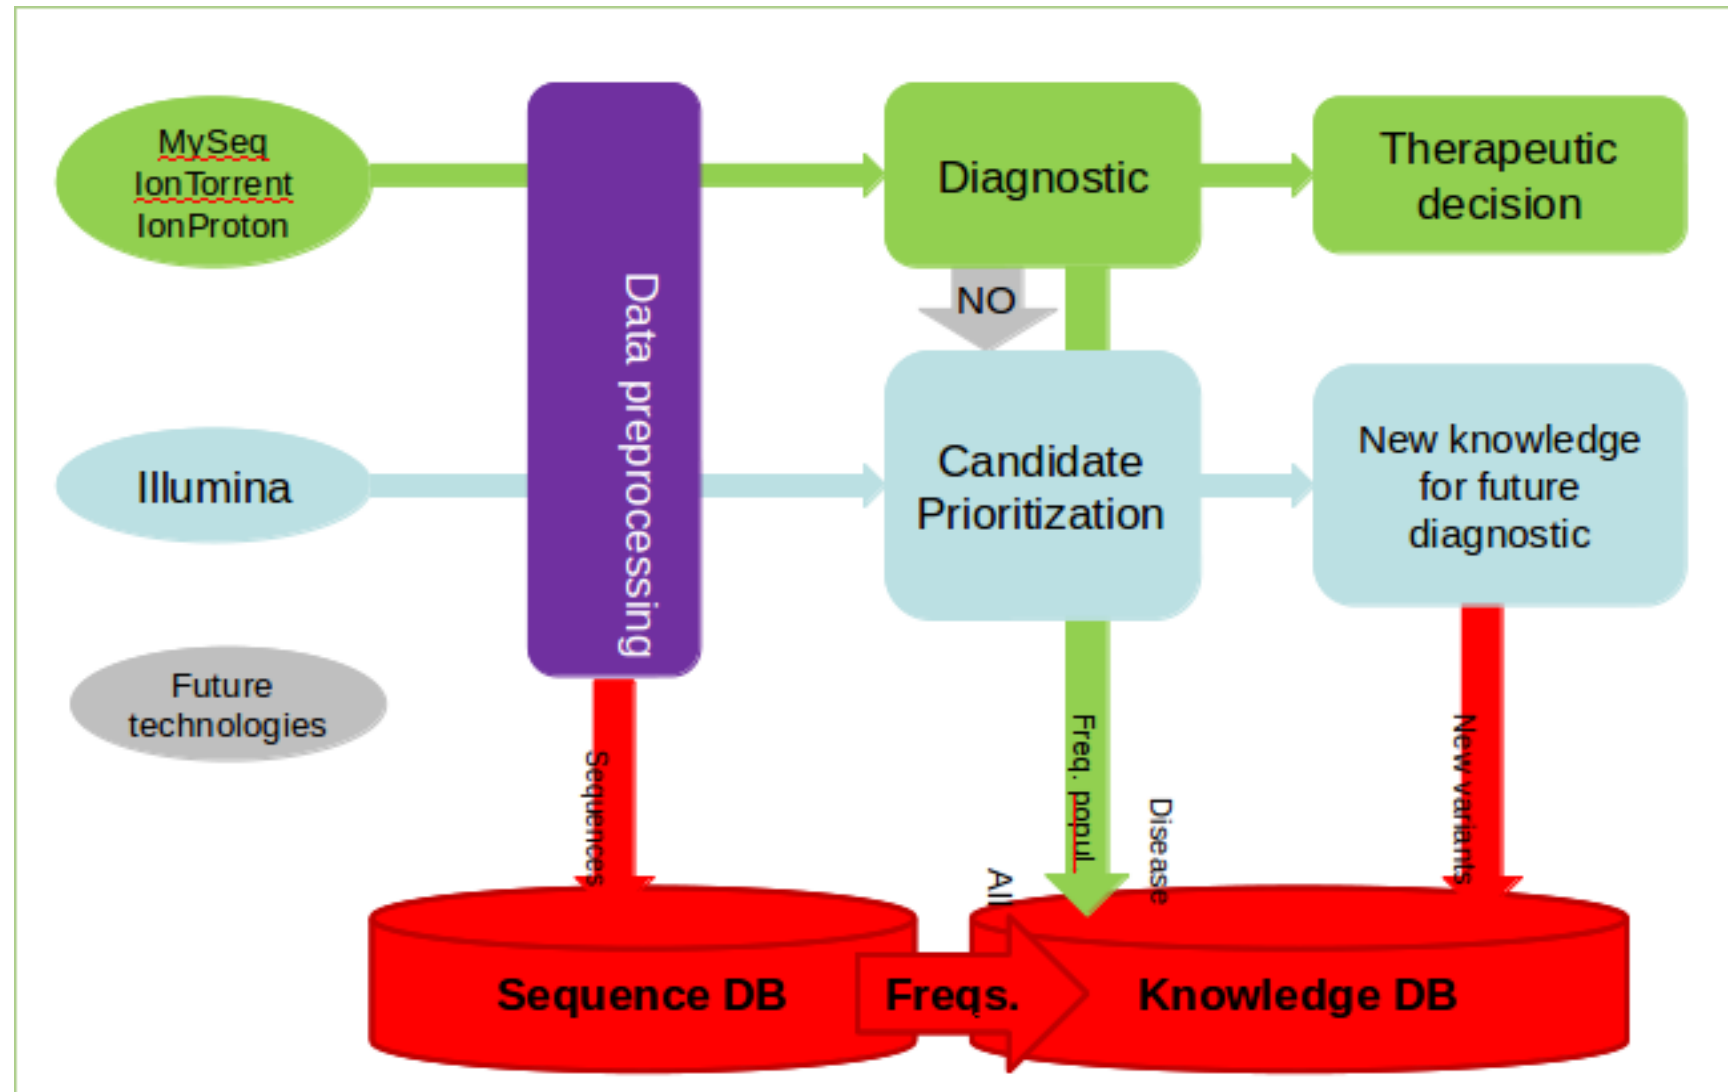 MySeq
IonTorrent
IonProton
Data preprocessing
Diagnostic
Therapeutic
decision
NO
Illumina
Candidate
Prioritization
New knowledge
for future
diagnostic
Future
technologies
Sequences
Freq. popul.
All
Disease
New variants
Sequence DB
Freqs.
Knowledge DB